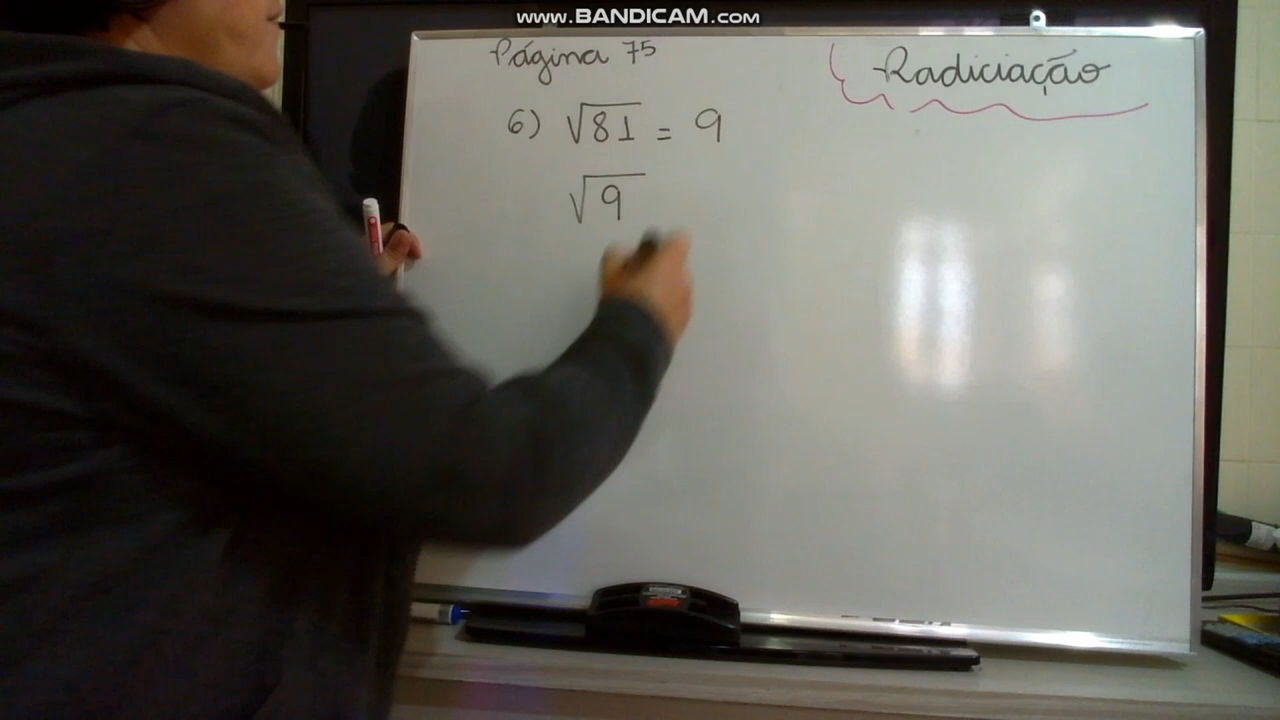 www.BANDICAM.com
Página 75
Radiciação
6) √81 = 9
√9